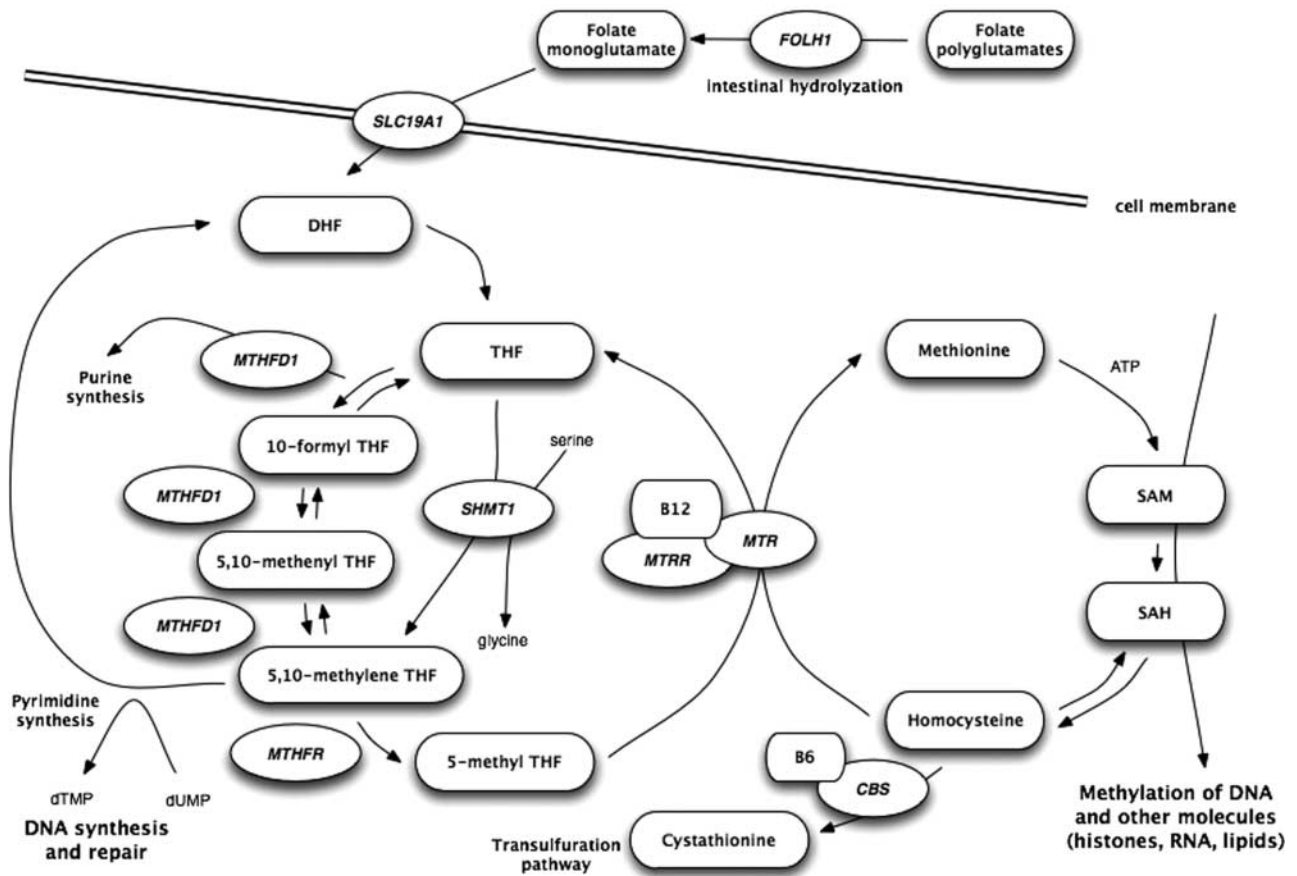 Folate
monoglutamate
FOLH1
Folate
polyglutamates
Intestinal hydrolyzation
SLC19A1
cell membrane
DHF
THF
MTHFD1
Purine
synthesis
Methionine
ATP
10-formyl THF
serine
MTHFD1
SHMT1
B12
MTRR
MTR
SAM
5,10-methenyl THF
MTHFD1
glycine
SAH
5,10-methylene THF
Pyrimidine
synthesis
MTHFR
5-methyl THF
Homocysteine
B6
CBS
dTMP
dUMP
DNA synthesis
and repair
Transulfuration
pathway
Cystathionine
Methylation of DNA
and other molecules
(histones, RNA, lipids)